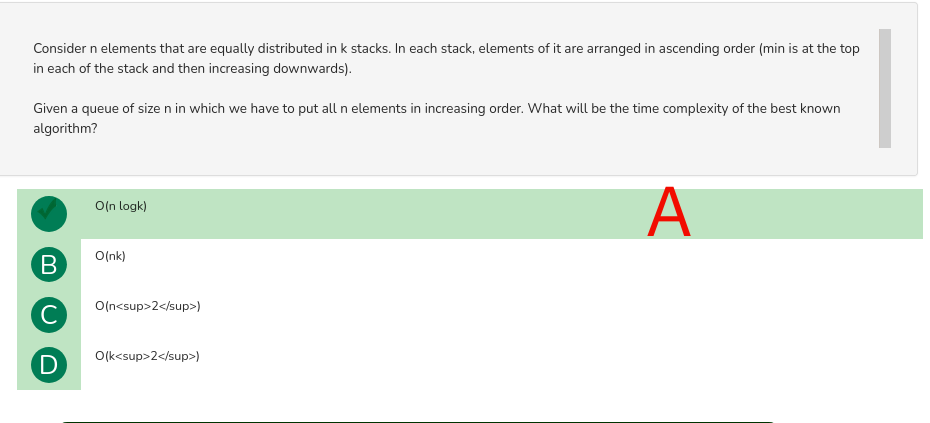 Consider n elements that are equally distributed in k stacks. In each stack, elements of it are arranged in ascending order (min is at the top
in each of the stack and then increasing downwards).
Given a queue of size n in which we have to put all n elements in increasing order. What will be the time complexity of the best known
algorithm?
O(n logk)
A
B
O(nk)
C
O(n<sup>2</sup>)
D
O(k<sup>2</sup>)